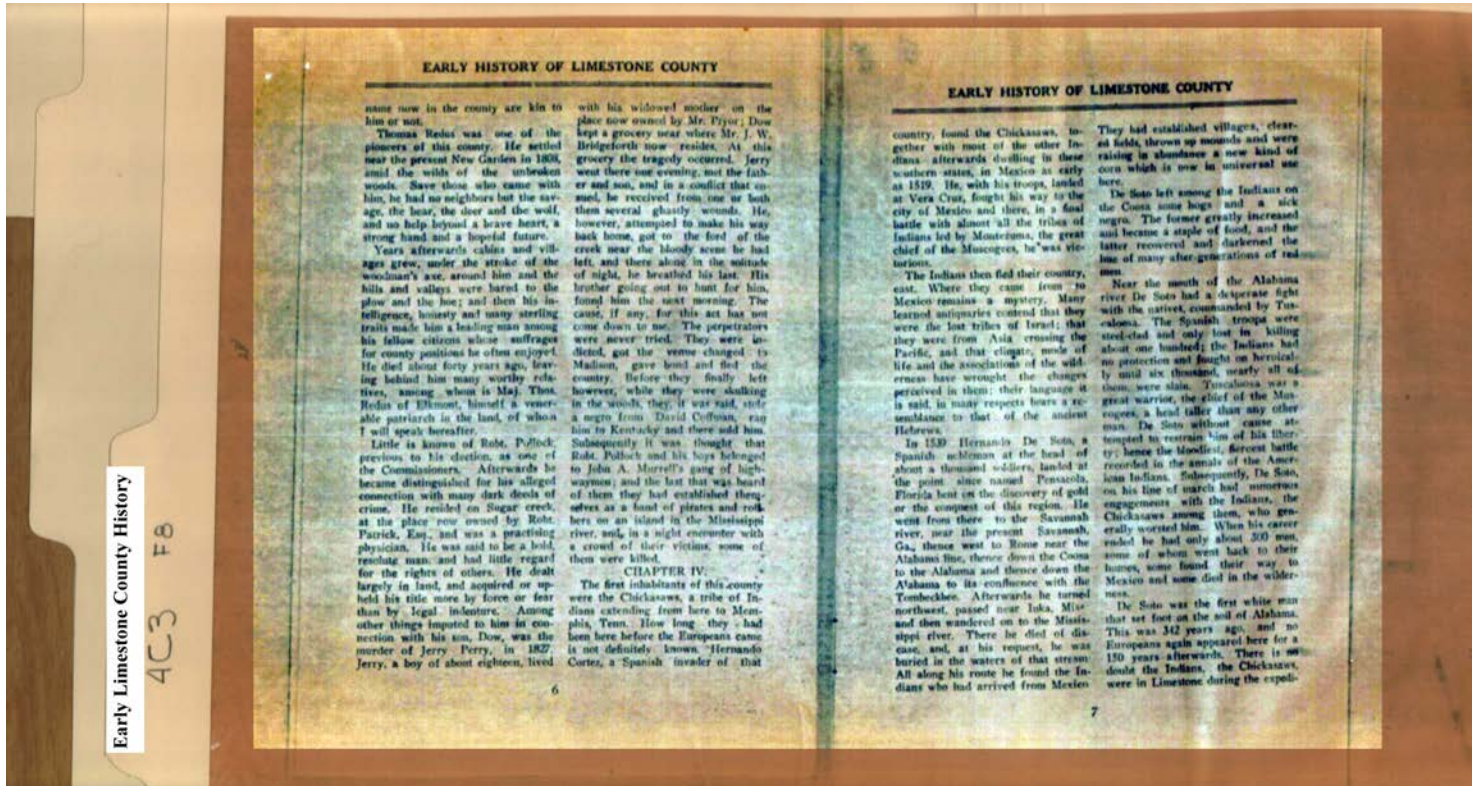 Early Limestone County History
4C3 F8
EARLY HISTORY OF LIMESTONE COUNTY
name now in the county are kin to
him or not.
Thomas Redus was one of the
pioneers of this county. He settled
near the present New Garden in 1808,
amid the wilds of the unbroken
woods. Save those who came with
him, he had no neighbors but the sav-
age, the bear, the deer and the wolf,
and no help beyond a brave heart, a
strong hand and a hopeful future.
Years afterwards cabins and vill-
ages grew, under the stroke of the
woodman's axe, around him and the
hills and valleys were bared to the
plow and the hoe; and then his in-
telligence, honesty and many sterling
traits made him a leading man among
his fellow citizens whose suffrages
for county positions he often enjoyed.
He died about forty years ago, leav-
ing behind him many worthy rela-
tives, among whom is Maj. Thos.
Redus of Elkmont, himself a vener-
able patriarch in the land, of whom
I will speak hereafter.
Little is known of Robt. Pollock,
previous to his election, as one of
the Commissioners. Afterwards he
became distinguished for his alleged
connection with many dark deeds of
crime. He resided on Sugar creek,
at the place now owned by Robt.
Patrick, Esq., and was a practising
physician. He was said to be a bold,
resolute man, and had little regard
for the rights of others. He dealt
largely in land, and acquired or up-
held his title more by force or fear
than by legal indenture. Among
other things imputed to him in con-
nection with his son, Dow, was the
murder of Jerry Perry, in 1827.
Jerry, a boy of about eighteen, lived
with his widowed mother on the
place now owned by Mr. Pryor; Dow
kept a grocery near where Mr. J. W.
Bridgeforth now resides. At this
grocery the tragedy occurred. Jerry
went there one evening, met the fath-
er and son, and in a conflict that en-
sued, he received from one or both
them several ghastly wounds. He,
however, attempted to make his way
back home, got to the ford of the
creek near the bloody scene he had
left, and there alone in the solitude
of night, he breathed his last. His
brother going out to hunt for him,
found him the next morning. The
cause, if any, for this act has not
come down to me. The perpetrators
were never tried. They were in-
dicted, got the venue changed to
Madison, gave bond and fled the
country. Before they finally left
however, while they were skulking
in the woods, they, it was said, stole
a negro from David Coffman, ran
him to Kentucky and there sold him.
Subsequently it was thought that
Robt. Pollock and his boys belonged
to John A. Murrell's gang of high-
waymen; and the last that was heard
of them they had established them-
selves as a band of pirates and rob-
bers on an island in the Mississippi
river, and, in a night encounter with
a crowd of their victims, some of
them were killed.
CHAPTER IV.
The first inhabitants of this county
were the Chickasaws, a tribe of In-
dians extending from here to Mem-
phis, Tenn. How long they had
been here before the Europeans came
is not definitely known. Hernando
Cortez, a Spanish invader of that
6
EARLY HISTORY OF LIMESTONE COUNTY
country, found the Chickasaws, to-
gether with most of the other In-
dians afterwards dwelling in these
southern states, in Mexico as early
as 1519. He, with his troops, landed
at Vera Cruz, fought his way to the
city of Mexico and there, in a final
battle with almost all the tribes of
Indians led by Montezuma, the great
chief of the Muscogees, he was vic-
torious.
The Indians then fled their country,
east. Where they came from to
Mexico remains a mystery. Many
learned antiquaries contend that they
were the lost tribes of Israel; that
they were from Asia crossing the
Pacific, and that climate, mode of
life and the associations of the wild-
erness have wrought the changes
perceived in them; their language it
is said, in many respects bears a re-
semblance to that of the ancient
Hebrews.
In 1539 Hernando De Soto, a
Spanish nobleman at the head of
about a thousand soldiers, landed at
the point since named Pensacola,
Florida bent on the discovery of gold
or the conquest of this region. He
went from there to the Savannah
river, near the present Savannah,
Ga., thence west to Rome near the
Alabama line, thence down the Coosa
to the Alabama and thence down the
Alabama to its confluence with the
Tombeckbee. Afterwards he turned
northwest, passed near Iuka, Mis-
and then wandered on to the Missis-
sippi river. There he died of dis-
ease, and, at his request, he was
buried in the waters of that stream.
All along his route he found the In-
dians who had arrived from Mexico
They had established villages, clear-
ed fields, thrown up mounds and were
raising in abundance a new kind of
corn which is now in universal use
here.
De Soto left among the Indians on
the Coosa some hogs and a sick
negro. The former greatly increased
and became a staple of food, and the
latter recovered and darkened the
hue of many after-generations of red
men.
Near the mouth of the Alabama
river De Soto had a desperate fight
with the natives, commanded by Tus-
caloosa. The Spanish troops were
steel-clad and only lost in killing
about one hundred; the Indians had
no protection and fought on heroical-
ly until six thousand, nearly all of
them, were slain. Tuscaloosa was a
great warrior, the chief of the Mus-
cogees, a head taller than any other
man. De Soto without cause at-
tempted to restrain him of his liber-
ty; hence the bloodiest, fiercest battle
recorded in the annals of the Amer-
ican Indians. Subsequently, De Soto,
on his line of march had numerous
engagements with the Indians, the
Chickasaws among them, who gen-
erally worsted him. When his career
ended he had only about 300 men,
some of whom went back to their
homes, some found their way to
Mexico and some died in the wilder-
ness.
De Soto was the first white man
that set foot on the soil of Alabama.
This was 342 years ago, and no
Europeans again appeared here for a
150 years afterwards. There is no
doubt the Indians, the Chickasaws,
were in Limestone during the expedi-
7